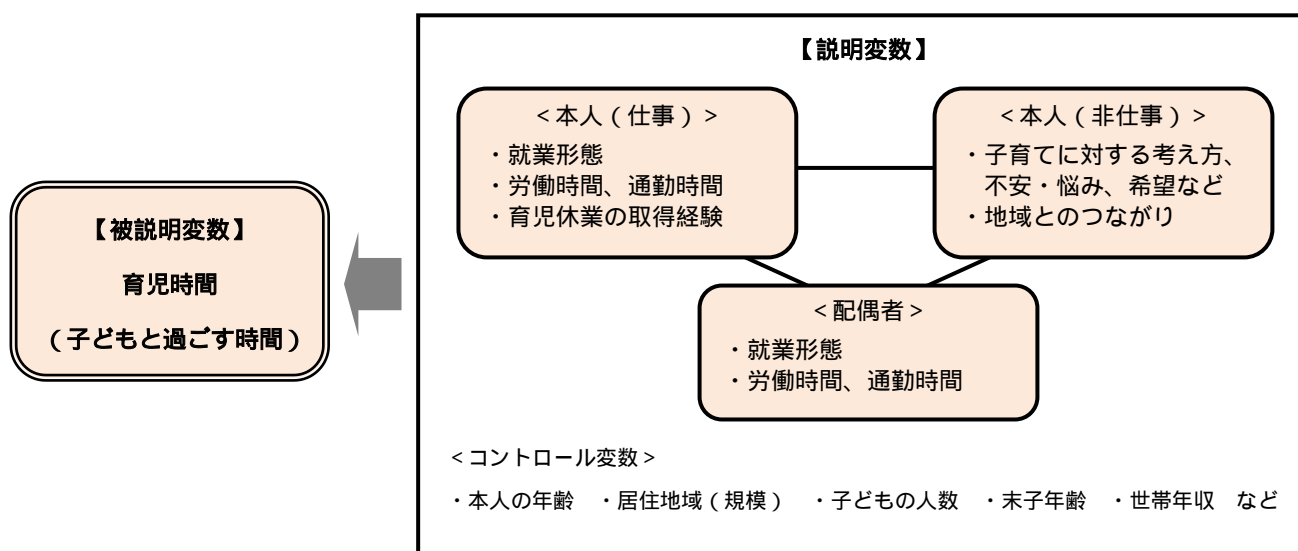 【説明変数】
＜本人（仕事）＞
・就業形態
・労働時間、通勤時間
・育児休業の取得経験
＜本人（非仕事）＞
・子育てに対する考え方、
不安・悩み、希望など
・地域とのつながり
【被説明変数】
育児時間
（子どもと過ごす時間）
＜配偶者＞
・就業形態
・労働時間、通勤時間
＜コントロール変数＞
・本人の年齢　・居住地域（規模）　・子どもの人数　・末子年齢　・世帯年収　など